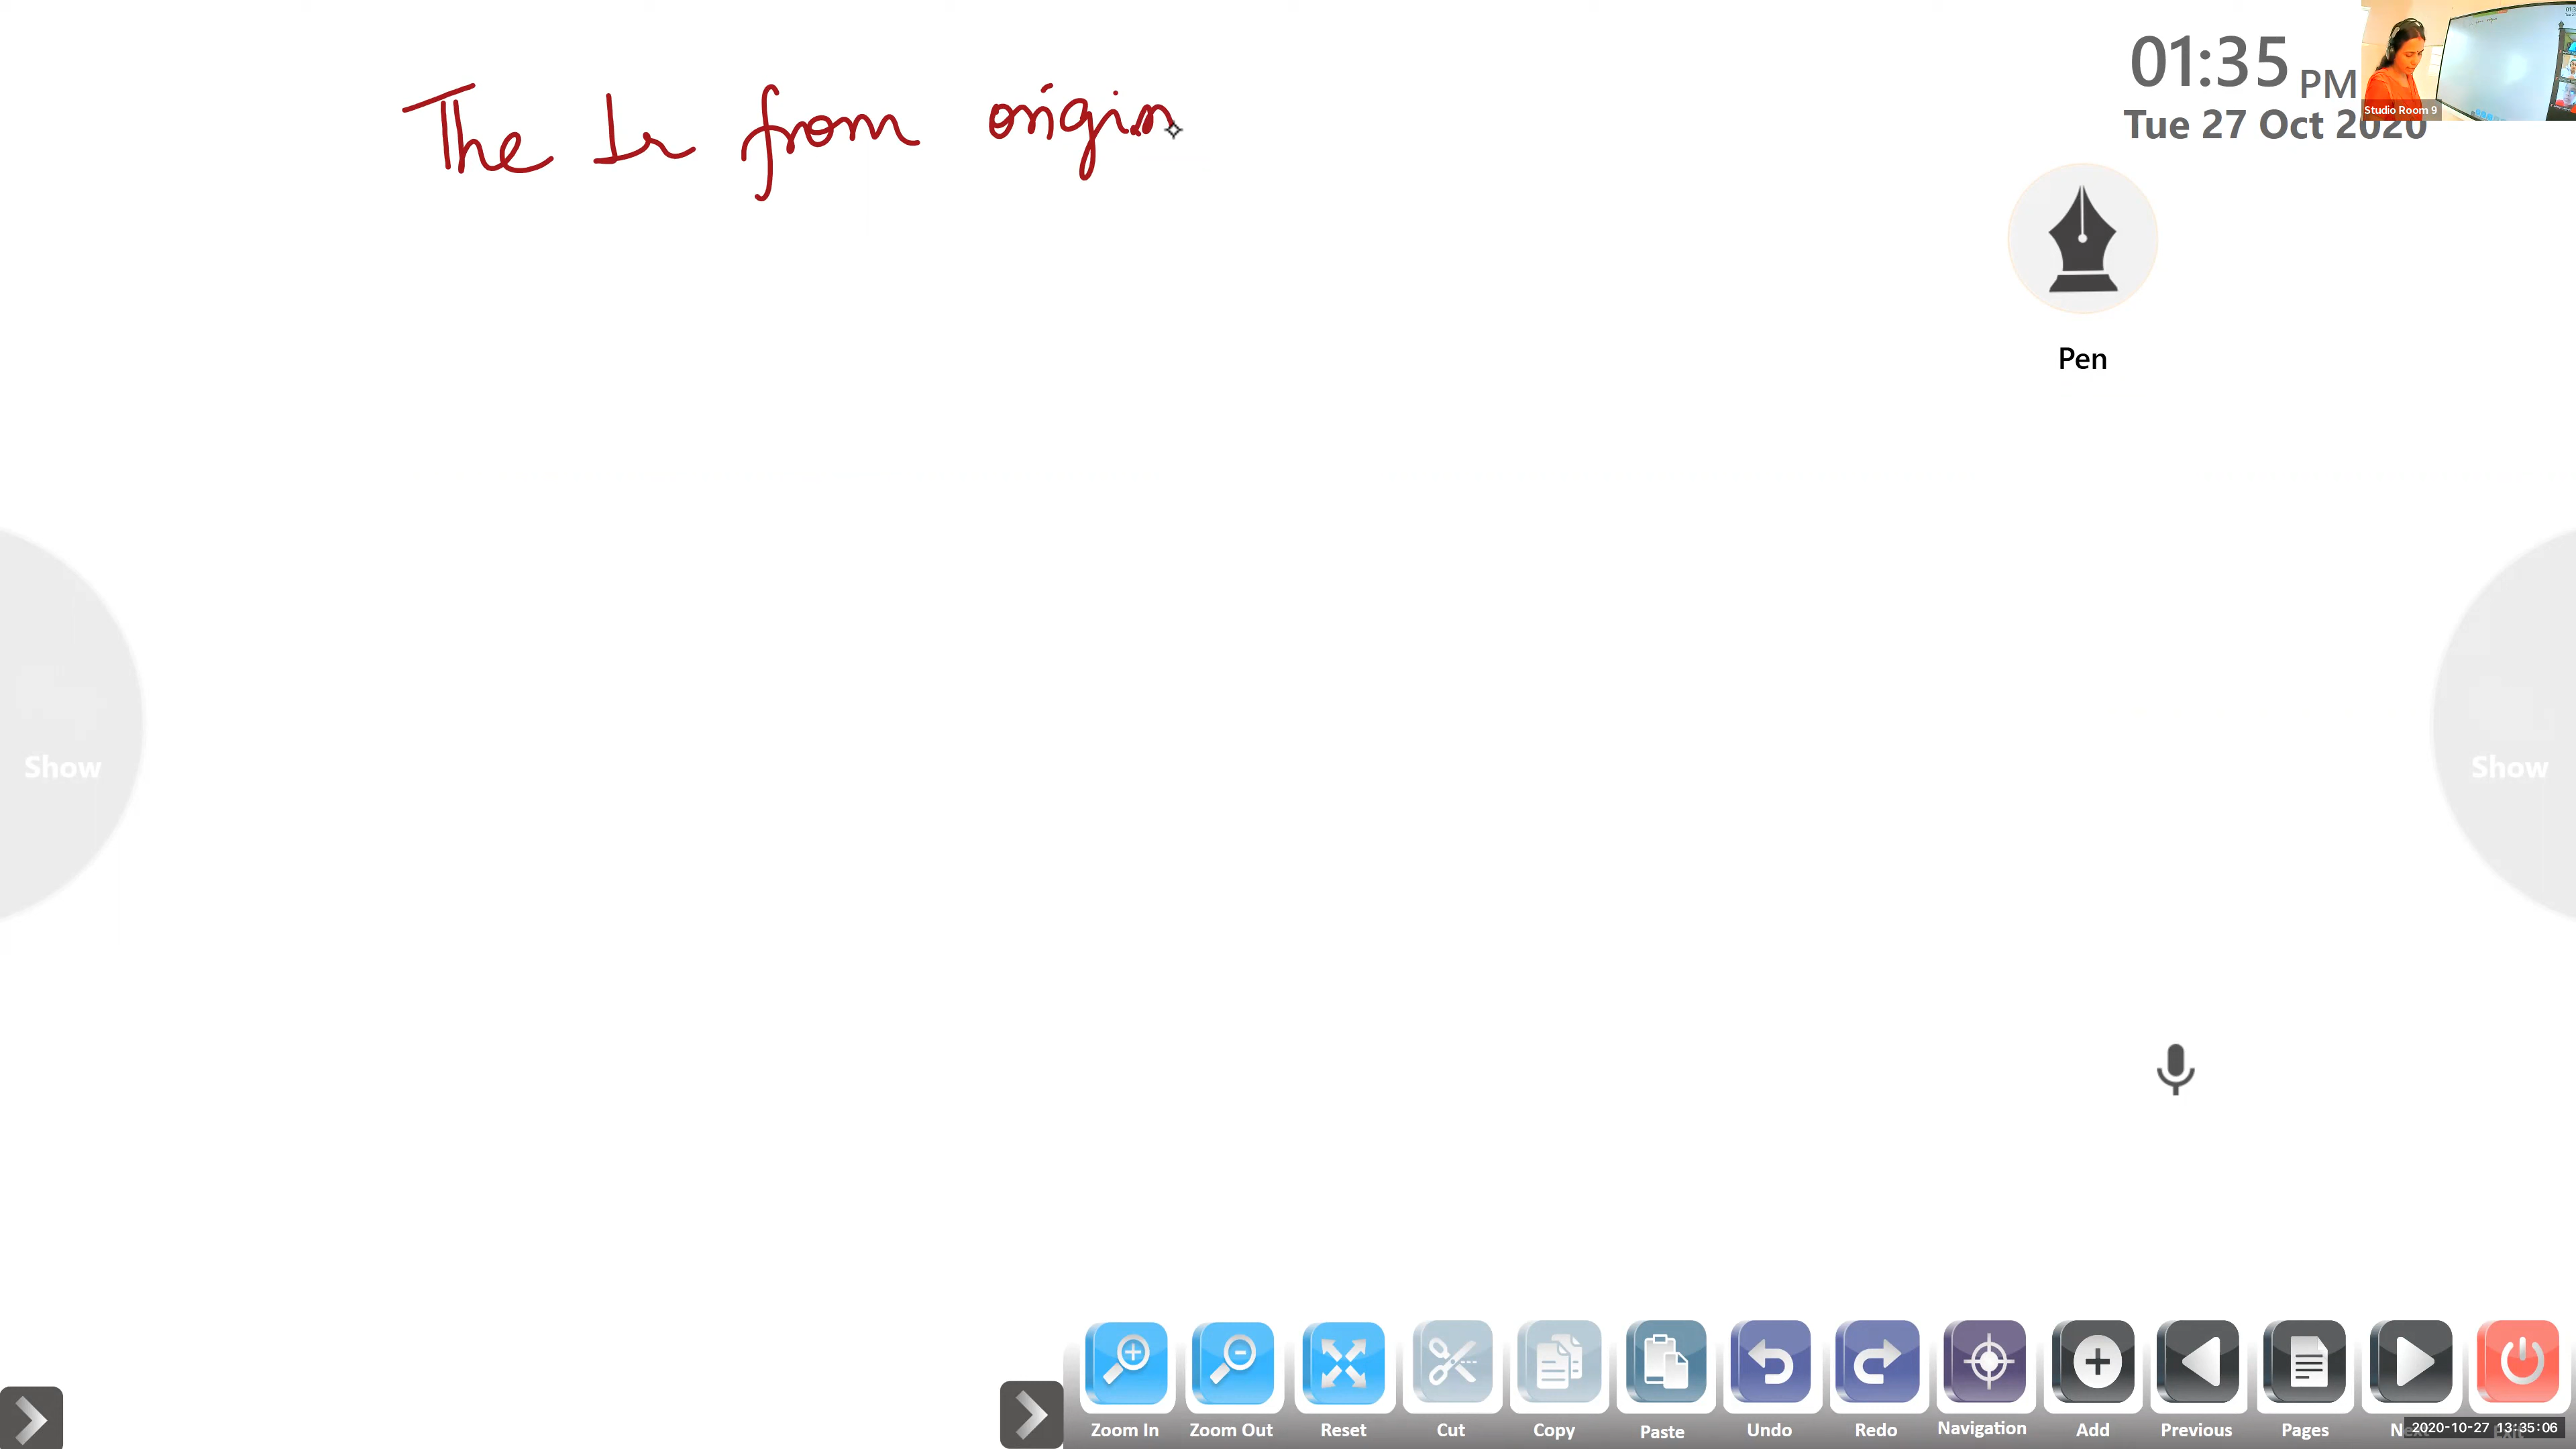 The ⊥r from origin
01:35 PM
Tue 27 Oct 2020
Studio Room 9
Pen
Show
Show
Zoom In Zoom Out Reset Cut Copy Paste Undo Redo Navigation Add Previous Pages
2020-10-27 13:35:06